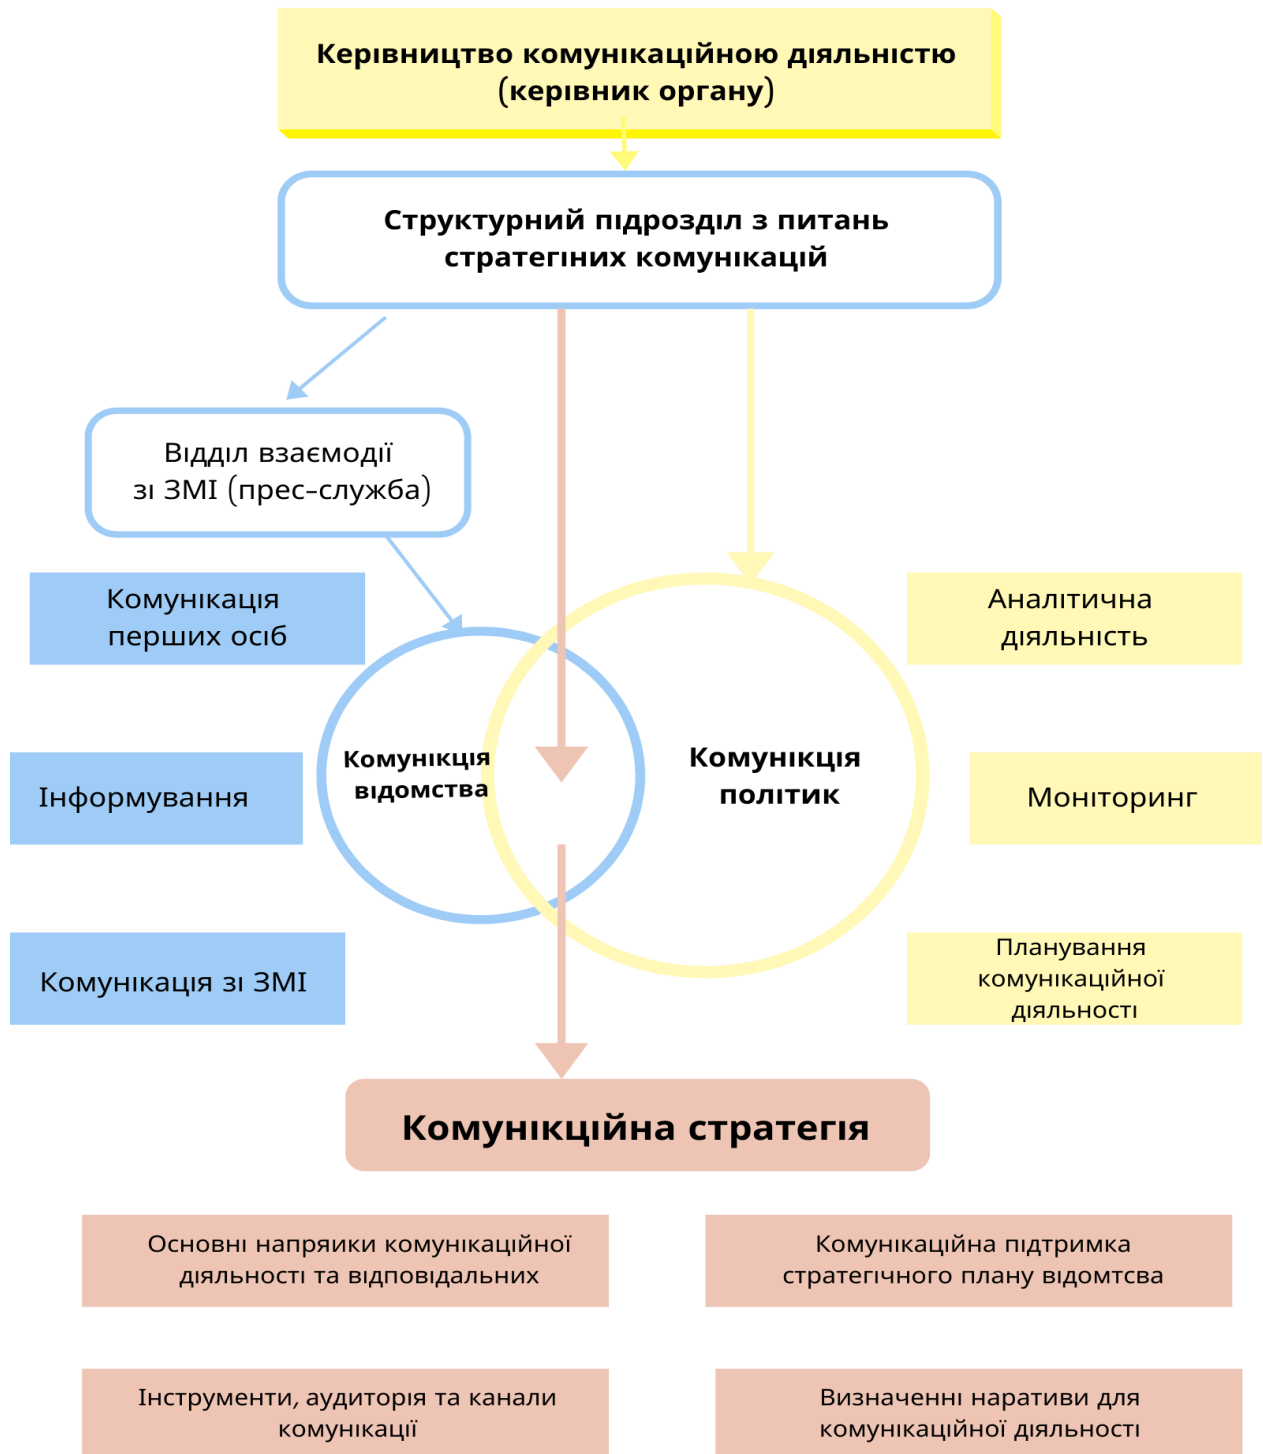 Керівництво комунікаційною діяльністю
(керівник органу)
Структурний підрозділ з питань
стратегіних комунікацій
Відділ взаємодії
зі ЗМІ (прес-служба)
Комунікація
перших осіб
Аналітична
діяльність
Комунікція
відомства
Комунікція
політик
Інформування
Моніторинг
Комунікація зі ЗМІ
Планування
комунікаційної
діяльності
Комунікційна стратегія
Основні напряики комунікаційної
діяльності та відповідальних
Комунікаційна підтримка
стратегічного плану відомтсва
Інструменти, аудиторія та канали
комунікації
Визначенні наративи для
комунікаційної діяльності